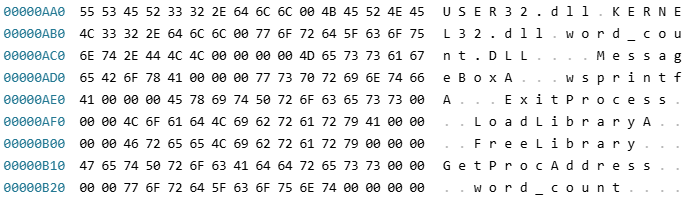 00000AA0 55 53 45 52 33 32 2E 64 6C 6C 00 4B 45 52 4E 45 USER32.dll.KERNE
00000AB0 4C 33 32 2E 64 6C 6C 00 77 6F 72 64 5F 63 6F 75 L32.dll.word_cou
00000AC0 6E 74 2E 44 4C 4C 00 00 00 00 4D 65 73 73 61 67 nt.DLL....Messag
00000AD0 65 42 6F 78 41 00 00 00 77 73 70 72 69 6E 74 66 eBoxA...wsprintf
00000AE0 41 00 00 00 45 78 69 74 50 72 6F 63 65 73 73 00 A...ExitProcess.
00000AF0 00 00 4C 6F 61 64 4C 69 62 72 61 72 79 41 00 00 ..LoadLibraryA..
00000B00 00 00 46 72 65 65 4C 69 62 72 61 72 79 00 00 00 ..FreeLibrary...
00000B10 47 65 74 50 72 6F 63 41 64 64 72 65 73 73 00 00 GetProcAddress..
00000B20 00 00 77 6F 72 64 5F 63 6F 75 6E 74 00 00 00 00 ..word_count....